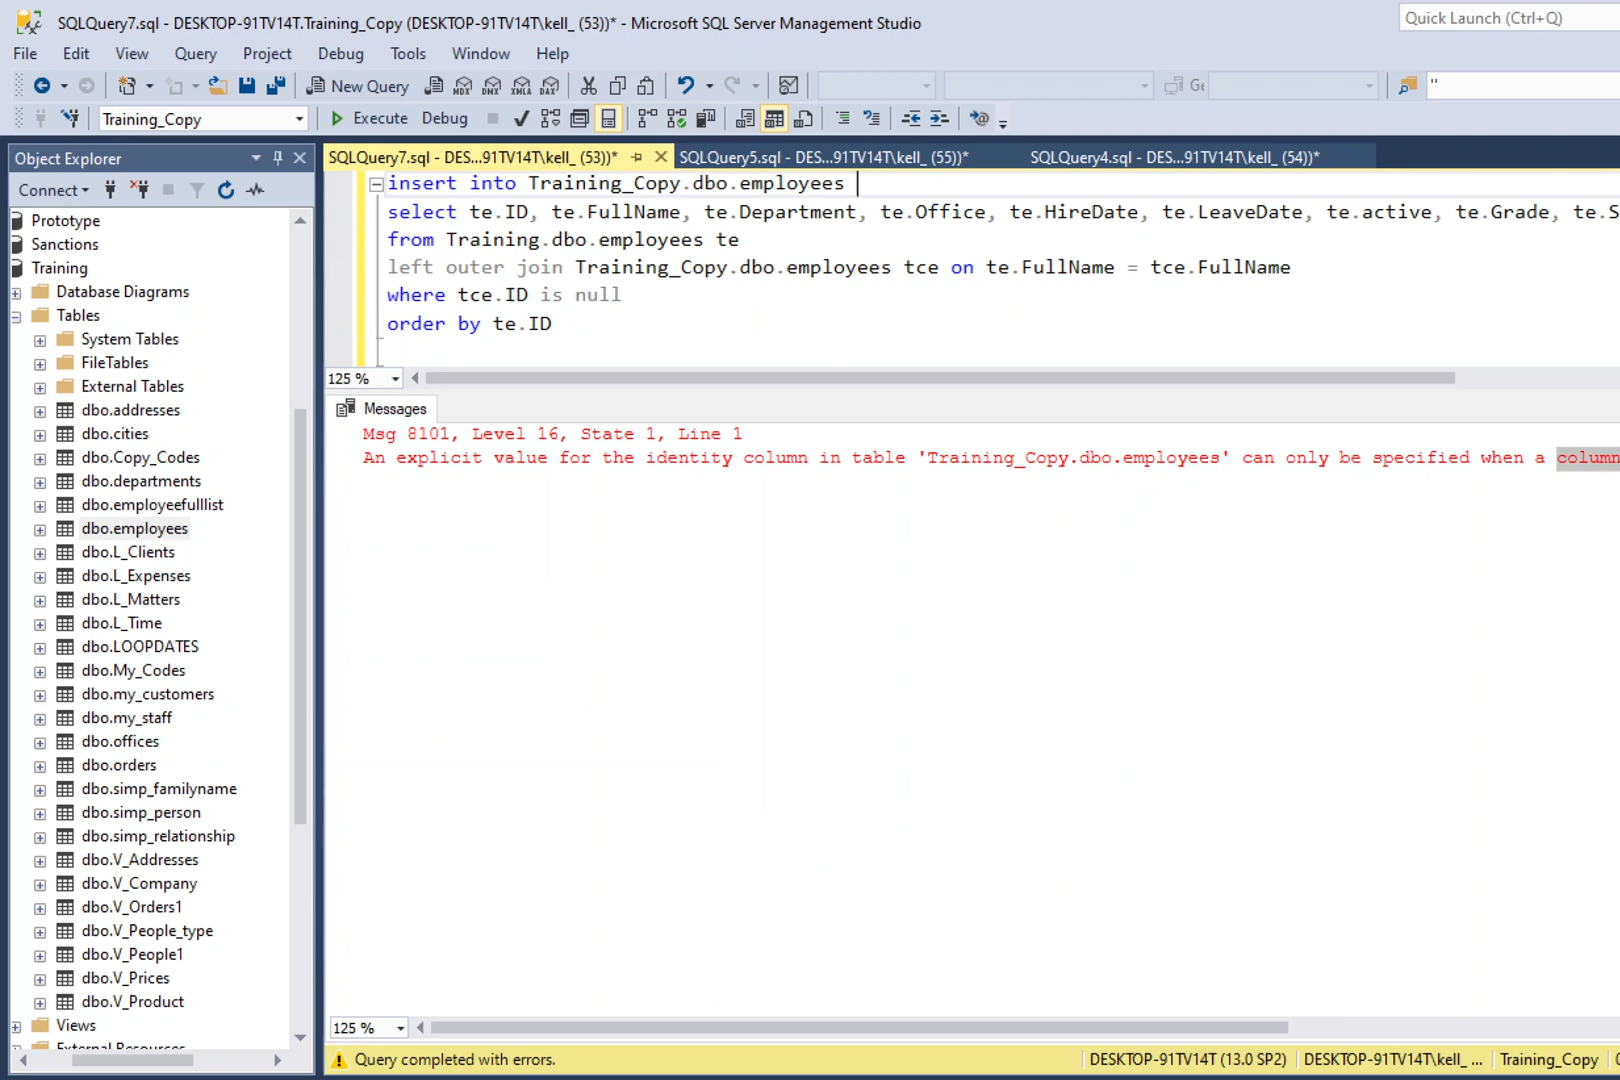 SQLQuery7.sql - DESKTOP-91TV14T.Training_Copy (DESKTOP-91TV14T\kell_ (53))* - Microsoft SQL Server Management Studio
Quick Launch (Ctrl+Q)
File Edit View Query Project Debug Tools Window Help
New Query MDX DMX XMLA DAX "
Training_Copy Execute Debug
Object Explorer
SQLQuery7.sql - DES...91TV14T\kell_ (53))* SQLQuery5.sql - DES...91TV14T\kell_ (55))* SQLQuery4.sql - DES...91TV14T\kell_ (54))*
Connect
Prototype
Sanctions
Training
Database Diagrams
Tables
System Tables
FileTables
External Tables
dbo.addresses
dbo.cities
dbo.Copy_Codes
dbo.departments
dbo.employeefulllist
dbo.employees
dbo.L_Clients
dbo.L_Expenses
dbo.L_Matters
dbo.L_Time
dbo.LOOPDATES
dbo.My_Codes
dbo.my_customers
dbo.my_staff
dbo.offices
dbo.orders
dbo.simp_familyname
dbo.simp_person
dbo.simp_relationship
dbo.V_Addresses
dbo.V_Company
dbo.V_Orders1
dbo.V_People_type
dbo.V_People1
dbo.V_Prices
dbo.V_Product
Views
External Resources
insert into Training_Copy.dbo.employees
select te.ID, te.FullName, te.Department, te.Office, te.HireDate, te.LeaveDate, te.active, te.Grade, te.S
from Training.dbo.employees te
left outer join Training_Copy.dbo.employees tce on te.FullName = tce.FullName
where tce.ID is null
order by te.ID
125 %
Messages
Msg 8101, Level 16, State 1, Line 1
An explicit value for the identity column in table 'Training_Copy.dbo.employees' can only be specified when a column
125 %
Query completed with errors. DESKTOP-91TV14T (13.0 SP2) DESKTOP-91TV14T\kell_ ... Training_Copy